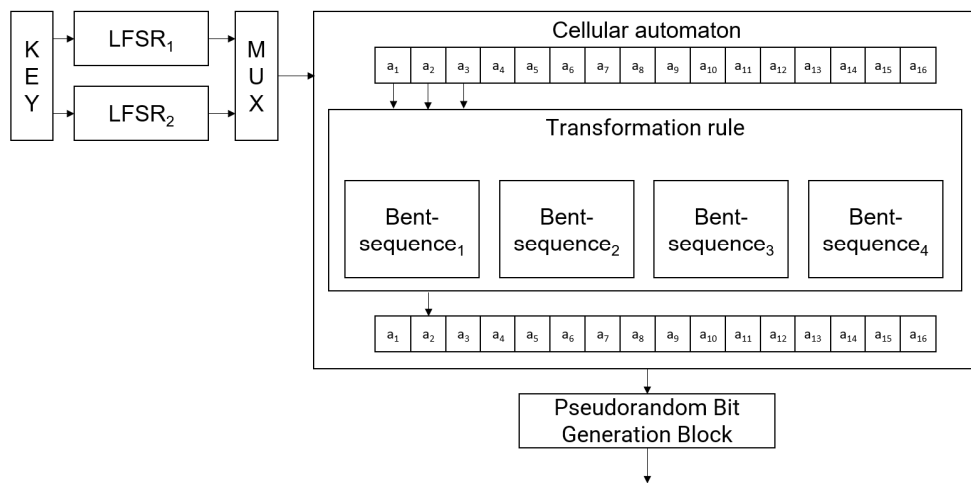 KEY
LFSR₁
LFSR₂
MUX
Cellular automaton
a₁ a₂ a₃ a₄ a₅ a₆ a₇ a₈ a₉ a₁₀ a₁₁ a₁₂ a₁₃ a₁₄ a₁₅ a₁₆
Transformation rule
Bent-
sequence₁
Bent-
sequence₂
Bent-
sequence₃
Bent-
sequence₄
a₁ a₂ a₃ a₄ a₅ a₆ a₇ a₈ a₉ a₁₀ a₁₁ a₁₂ a₁₃ a₁₄ a₁₅ a₁₆
Pseudorandom Bit
Generation Block